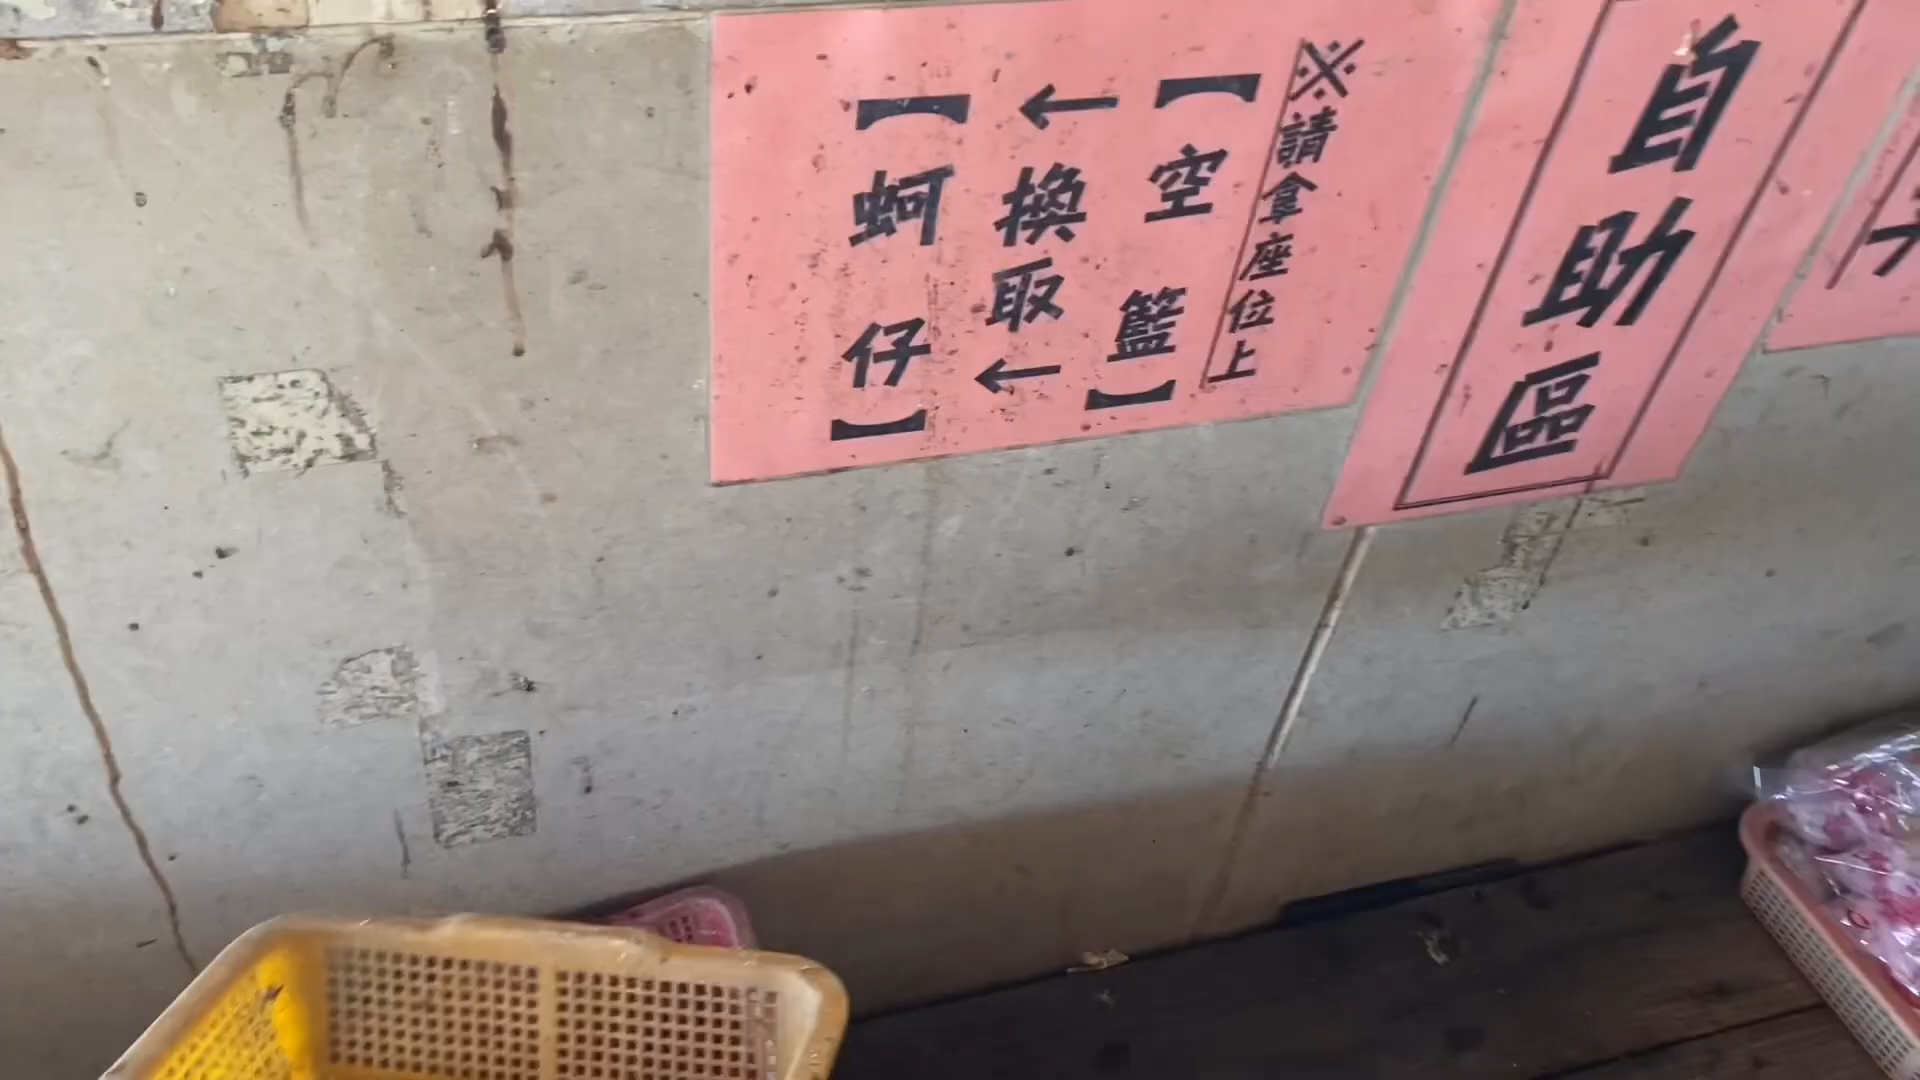 自助區
※請拿座位上
【空籃】
←換取←
【蚵仔】